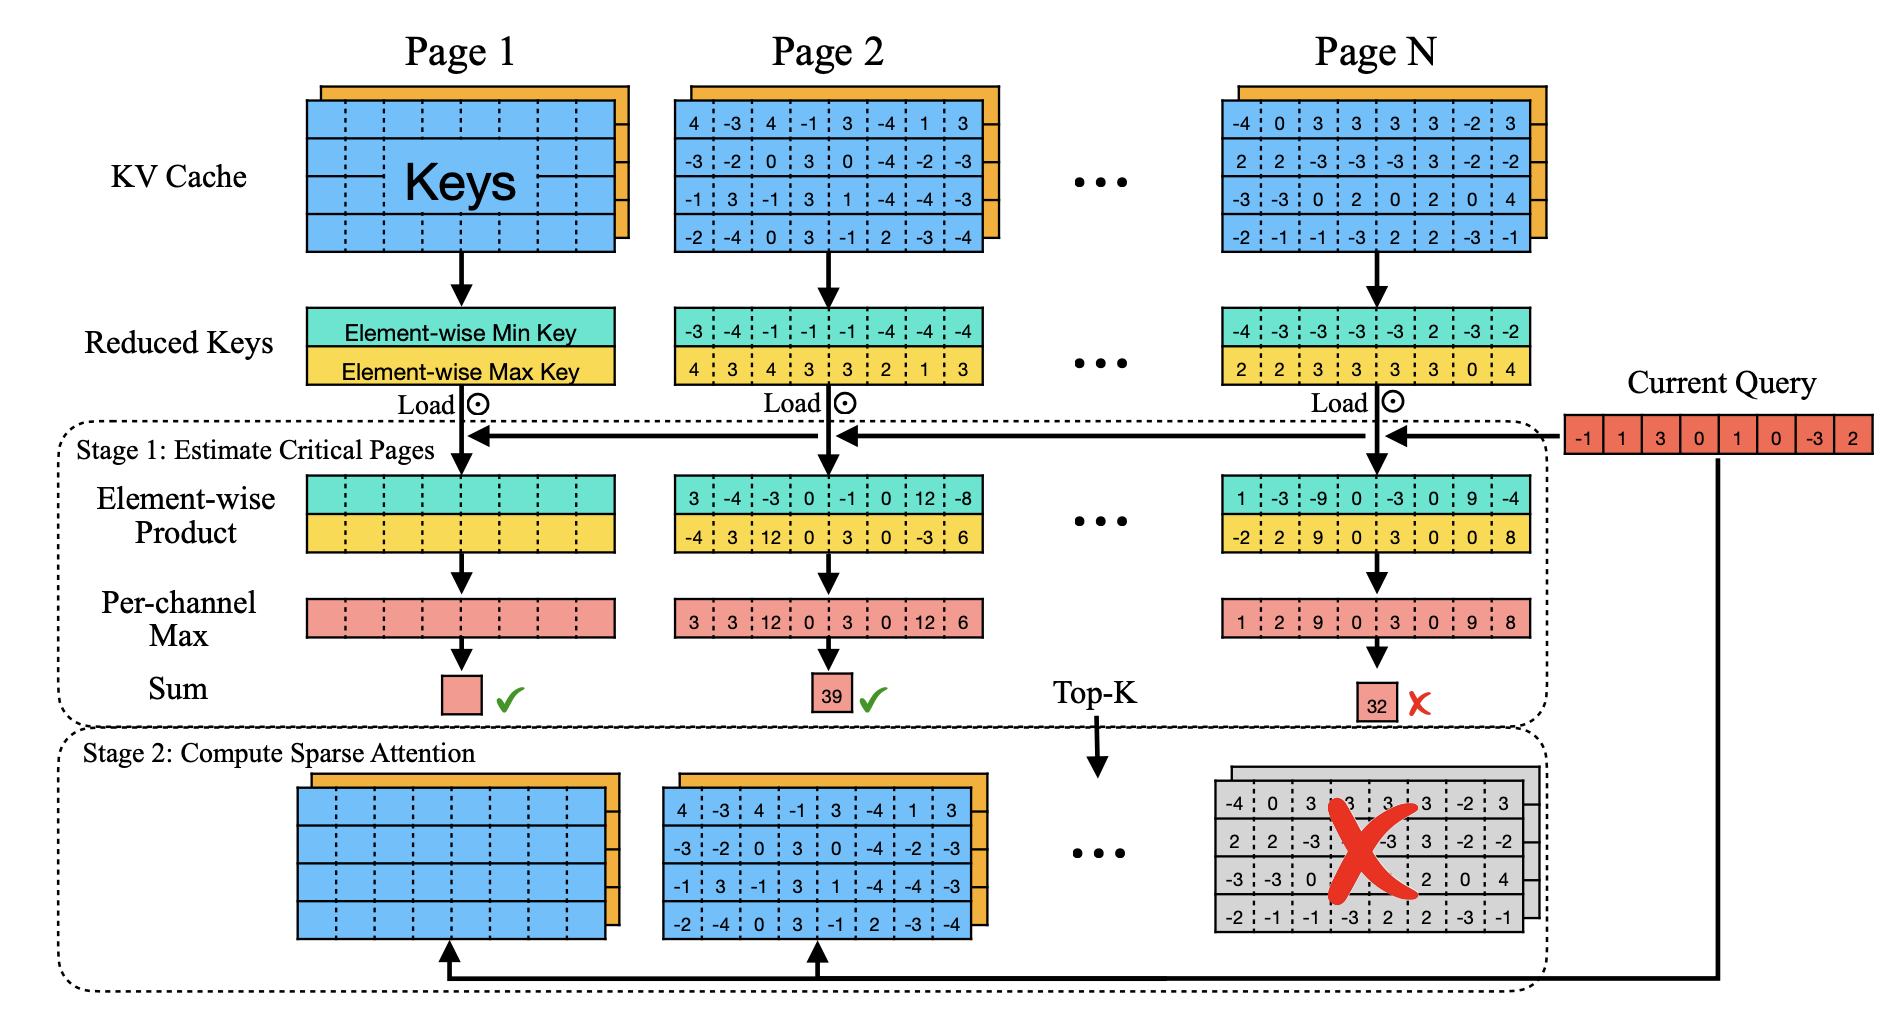 Page 1 Page 2 Page N
KV Cache
Keys
4 -3 4 -1 3 -4 1 3
-3 -2 0 3 0 -4 -2 -3
-1 3 -1 3 1 -4 -4 -3
-2 -4 0 3 -1 2 -3 -4
...
-4 0 3 3 3 3 -2 3
2 2 -3 -3 -3 3 -2 -2
-3 -3 0 2 0 2 0 4
-2 -1 -1 -3 2 2 -3 -1
Reduced Keys
Element-wise Min Key
Element-wise Max Key
-3 -4 -1 -1 -1 -4 -4 -4
4 3 4 3 3 2 1 3
...
-4 -3 -3 -3 -3 2 -3 -2
2 2 3 3 3 3 0 4
Load ⊙ Load ⊙ Load ⊙
Current Query
-1 1 3 0 1 0 -3 2
Stage 1: Estimate Critical Pages
Element-wise
Product
3 -4 -3 0 -1 0 12 -8
-4 3 12 0 3 0 -3 6
...
1 -3 -9 0 -3 0 9 -4
-2 2 9 0 3 0 0 8
Per-channel
Max
3 3 12 0 3 0 12 6
1 2 9 0 3 0 9 8
Sum
39
Top-K
32
Stage 2: Compute Sparse Attention
4 -3 4 -1 3 -4 1 3
-3 -2 0 3 0 -4 -2 -3
-1 3 -1 3 1 -4 -4 -3
-2 -4 0 3 -1 2 -3 -4
...
-4 0 3 3 3 3 -2 3
2 2 -3 -3 3 -2 -2
-3 -3 0 2 0 4
-2 -1 -1 -3 2 2 -3 -1